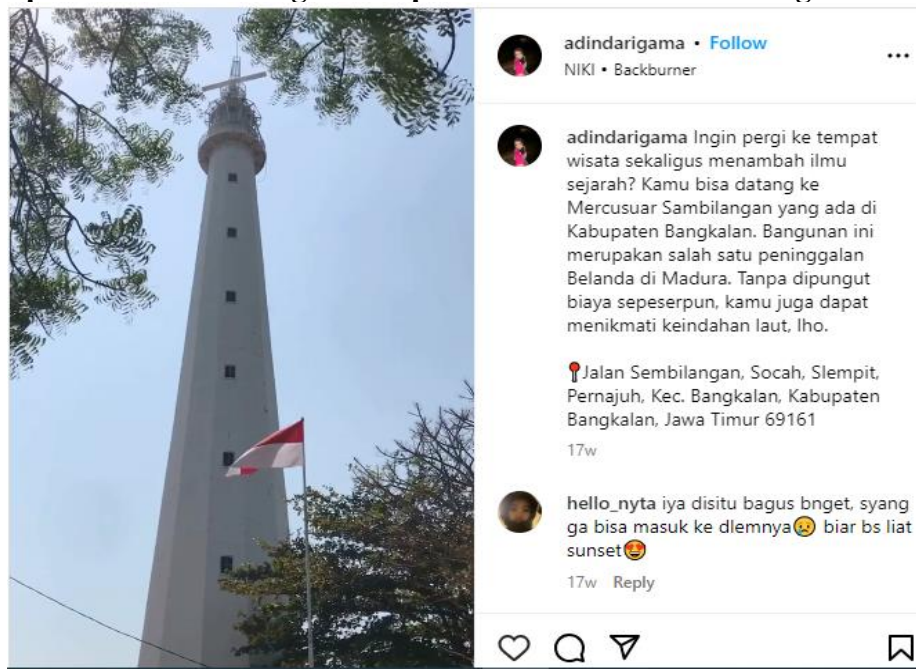 adindarigama • Follow
NIKI • Backburner
adindarigama Ingin pergi ke tempat
wisata sekaligus menambah ilmu
sejarah? Kamu bisa datang ke
Mercusuar Sambilangan yang ada di
Kabupaten Bangkalan. Bangunan ini
merupakan salah satu peninggalan
Belanda di Madura. Tanpa dipungut
biaya sepeserpun, kamu juga dapat
menikmati keindahan laut, lho.
📍Jalan Sembilangan, Socah, Slempit,
Pernajuh, Kec. Bangkalan, Kabupaten
Bangkalan, Jawa Timur 69161
17w
hello_nyta iya disitu bagus bnget, syang
ga bisa masuk ke dlemnya😥 biar bs liat
sunset😍
17w Reply